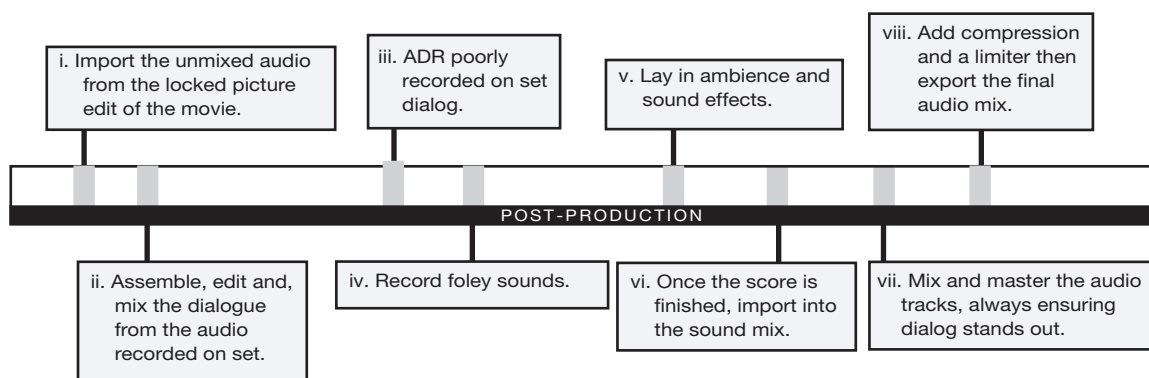 i. Import the unmixed audio
from the locked picture
edit of the movie.
iii. ADR poorly
recorded on set
dialog.
v. Lay in ambience and
sound effects.
viii. Add compression
and a limiter then
export the final
audio mix.
POST-PRODUCTION
ii. Assemble, edit and,
mix the dialogue
from the audio
recorded on set.
iv. Record foley sounds.
vi. Once the score is
finished, import into
the sound mix.
vii. Mix and master the audio
tracks, always ensuring
dialog stands out.